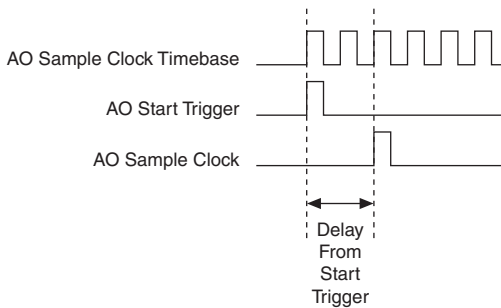 AO Sample Clock Timebase
AO Start Trigger
AO Sample Clock
Delay
From
Start
Trigger